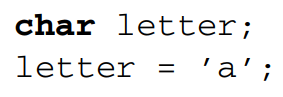 char letter;
letter = ’a’;